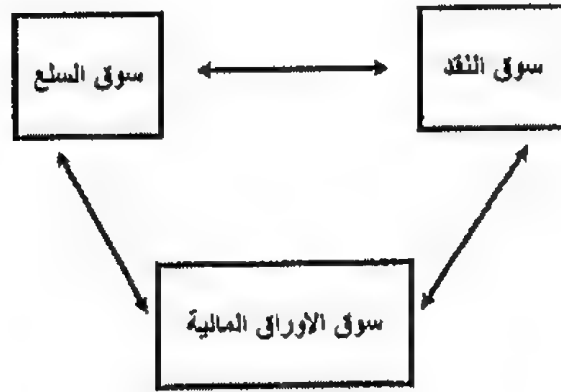 سوق النقد
سوق السلع
سوق الاوراق المالية